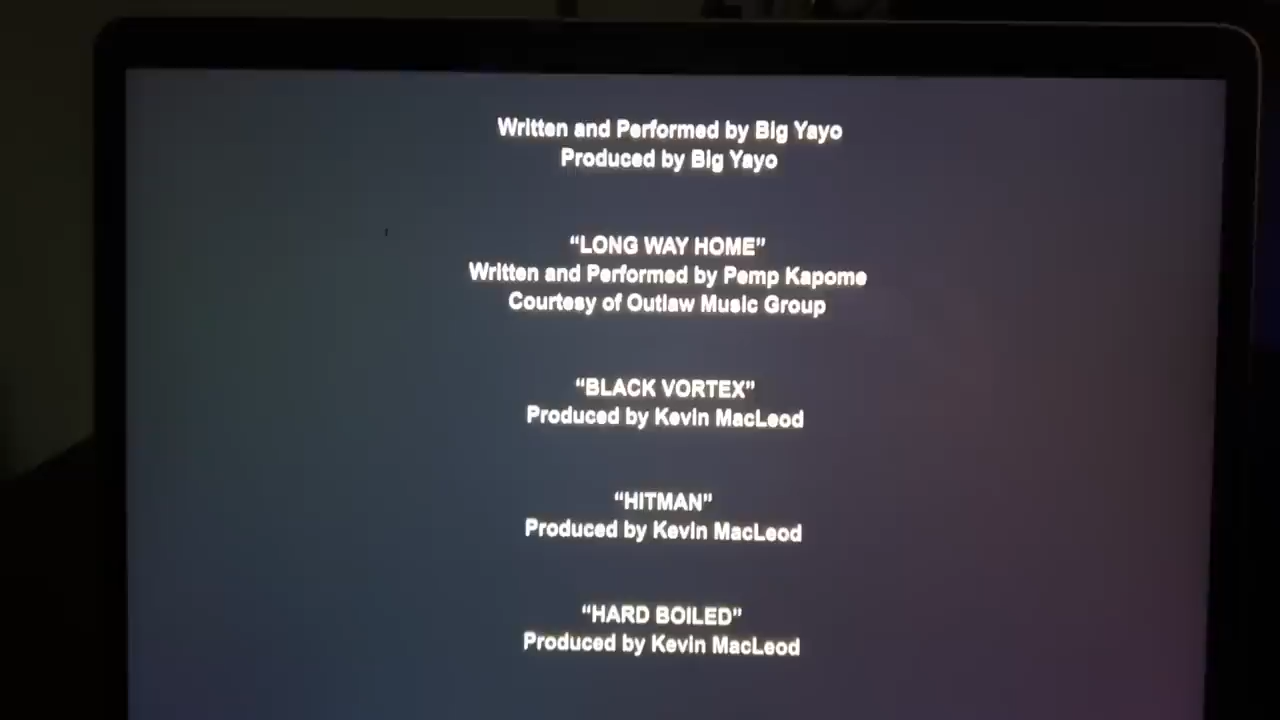 Written and Performed by Big Yayo
Produced by Big Yayo
“LONG WAY HOME”
Written and Performed by Pemp Kapome
Courtesy of Outlaw Music Group
“BLACK VORTEX”
Produced by Kevin MacLeod
“HITMAN”
Produced by Kevin MacLeod
“HARD BOILED”
Produced by Kevin MacLeod